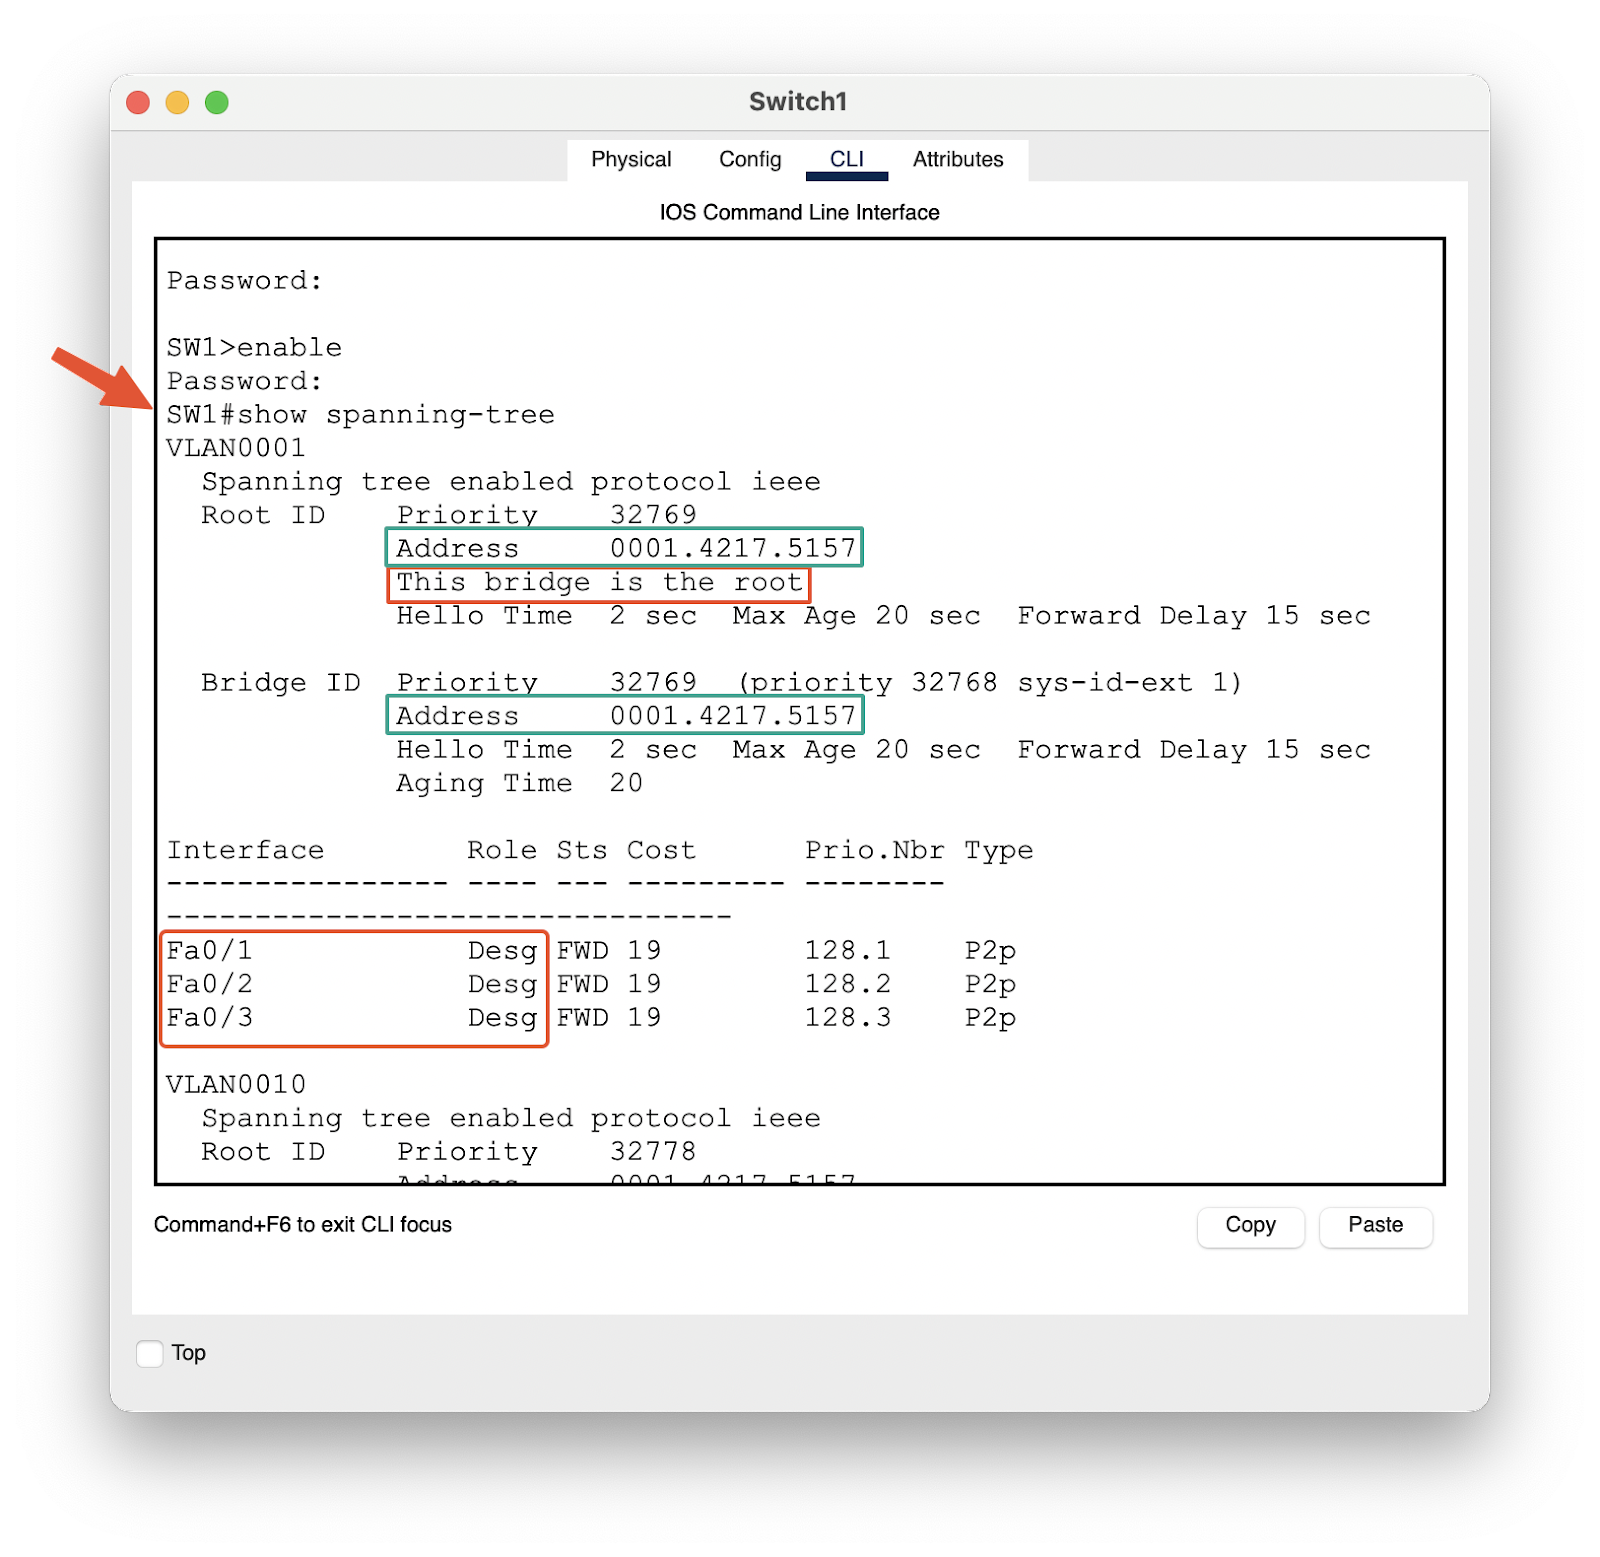 Switch1
Physical Config CLI Attributes
IOS Command Line Interface
Password:
SW1>enable
Password:
SW1#show spanning-tree
VLAN0001
  Spanning tree enabled protocol ieee
  Root ID    Priority    32769
             Address     0001.4217.5157
             This bridge is the root
             Hello Time  2 sec  Max Age 20 sec  Forward Delay 15 sec
  Bridge ID  Priority    32769  (priority 32768 sys-id-ext 1)
             Address     0001.4217.5157
             Hello Time  2 sec  Max Age 20 sec  Forward Delay 15 sec
             Aging Time  20
Interface        Role Sts Cost      Prio.Nbr Type
---------------- ---- --- --------- --------
--------------------------------
Fa0/1            Desg FWD 19        128.1    P2p
Fa0/2            Desg FWD 19        128.2    P2p
Fa0/3            Desg FWD 19        128.3    P2p
VLAN0010
  Spanning tree enabled protocol ieee
  Root ID    Priority    32778
             Address     0001.4217.5157
Command+F6 to exit CLI focus
Copy Paste
Top